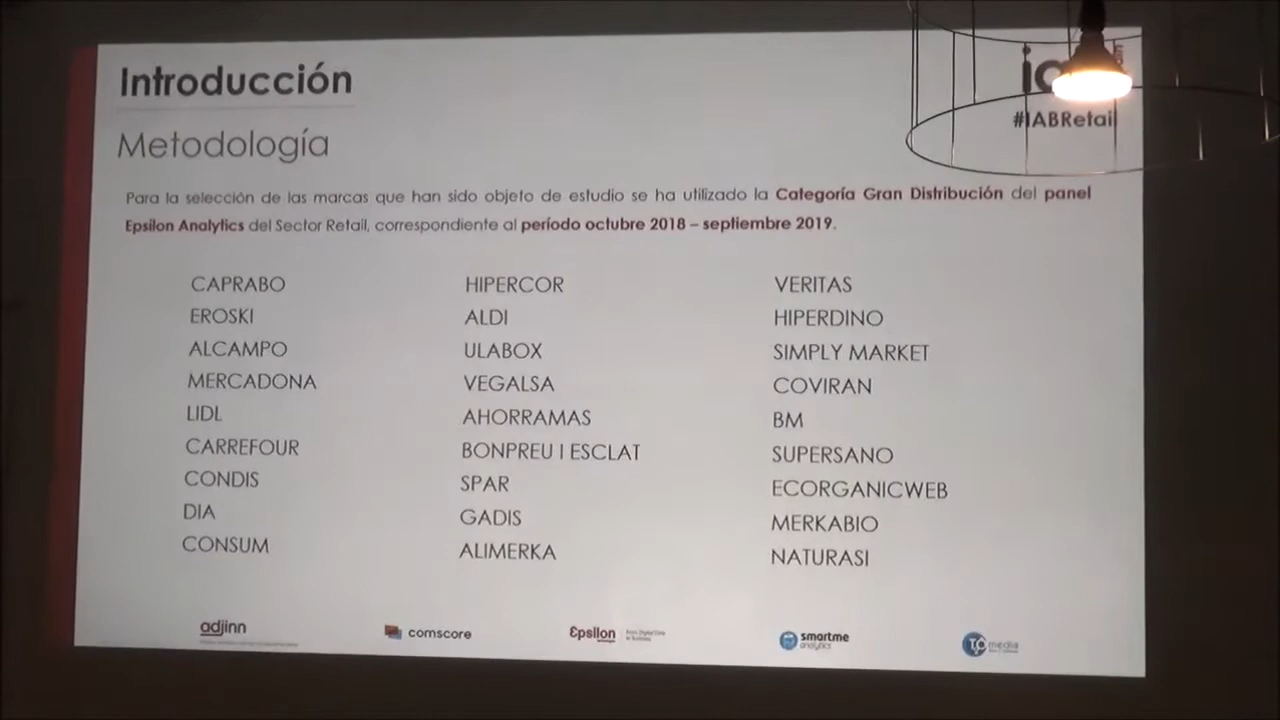 Introducción
#IABRetail
Metodología
Para la selección de las marcas que han sido objeto de estudio se ha utilizado la Categoría Gran Distribución del panel
Epsilon Analytics del Sector Retail, correspondiente al período octubre 2018 – septiembre 2019.
CAPRABO
EROSKI
ALCAMPO
MERCADONA
LIDL
CARREFOUR
CONDIS
DIA
CONSUM
HIPERCOR
ALDI
ULABOX
VEGALSA
AHORRAMAS
BONPREU I ESCLAT
SPAR
GADIS
ALIMERKA
VERITAS
HIPERDINO
SIMPLY MARKET
COVIRAN
BM
SUPERSANO
ECORGANICWEB
MERKABIO
NATURASI
adjinn
comscore
Epsilon
smartme
analytics
TC media